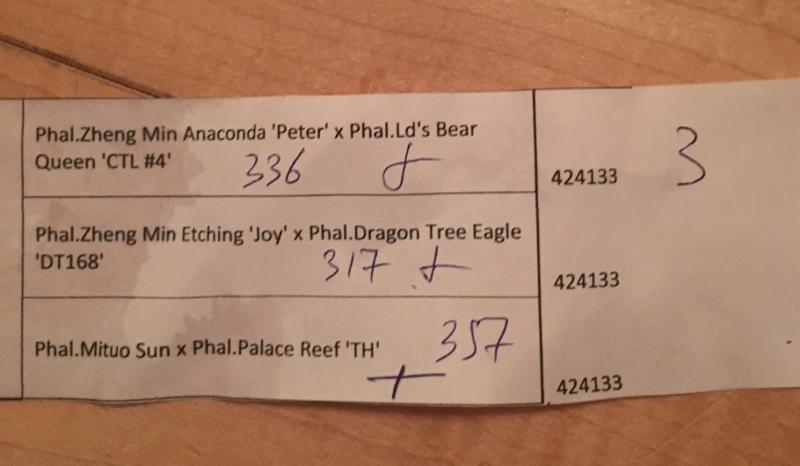 Phal.Zheng Min Anaconda 'Peter' x Phal.Ld's Bear
Queen 'CTL #4' 336 +
424133 3
Phal.Zheng Min Etching 'Joy' x Phal.Dragon Tree Eagle
'DT168' 317 +
424133
Phal.Mituo Sun x Phal.Palace Reef 'TH' 357
+
424133